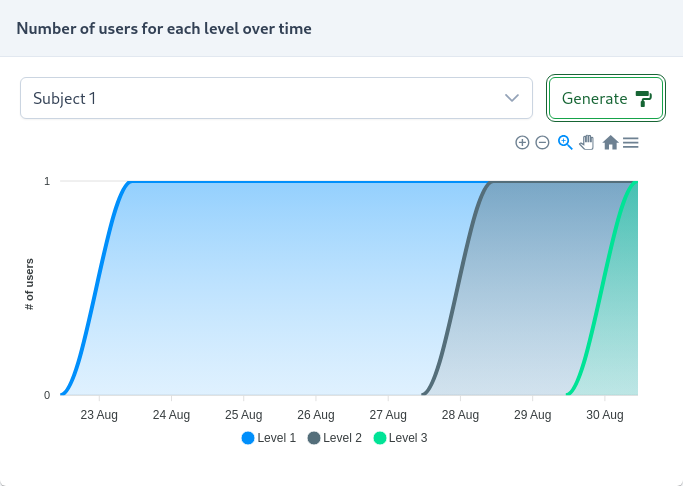 Number of users for each level over time
Subject 1
Generate
1
# of users
0
23 Aug 24 Aug 25 Aug 26 Aug 27 Aug 28 Aug 29 Aug 30 Aug
Level 1 Level 2 Level 3